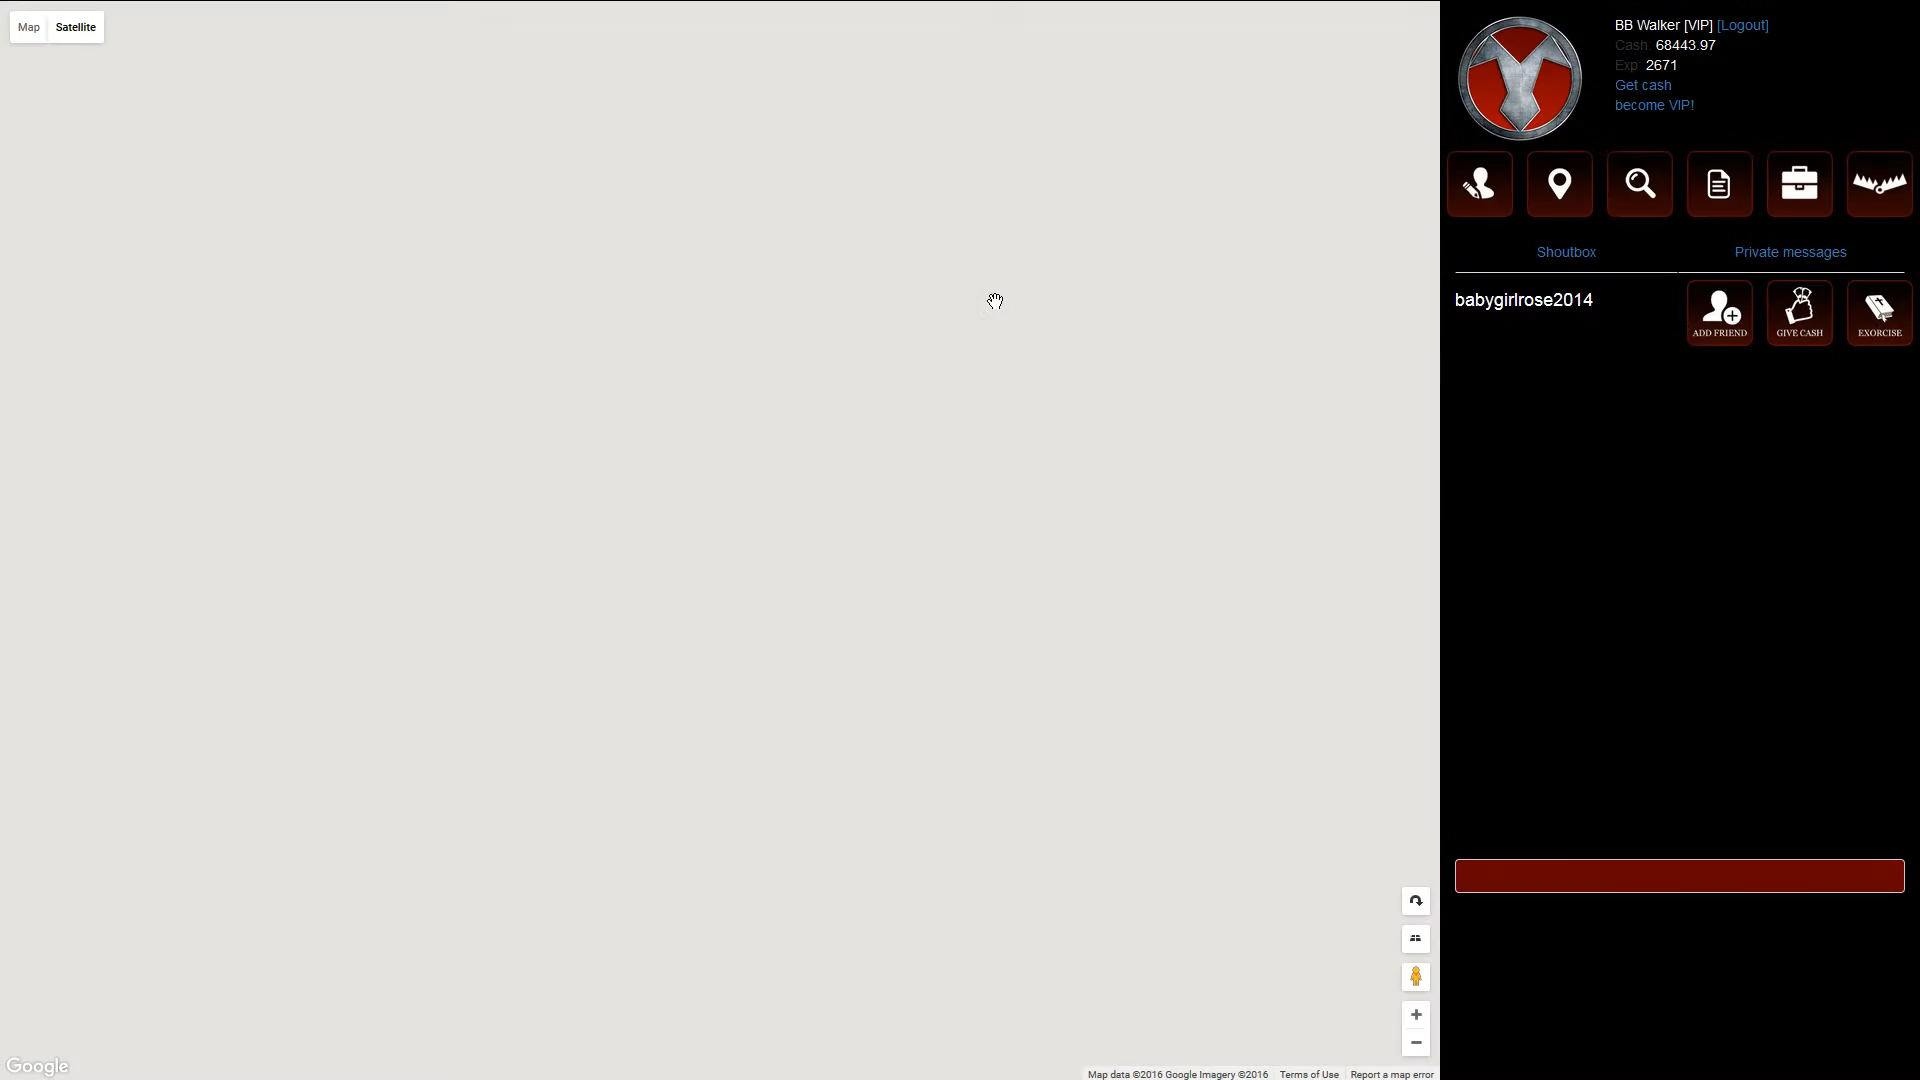 Map Satellite
BB Walker [VIP] [Logout]
Cash: 68443.97
Exp: 2671
Get cash
become VIP!
Shoutbox Private messages
babygirlrose2014
ADD FRIEND GIVE CASH EXORCISE
Google
Map data ©2016 Google Imagery ©2016 Terms of Use Report a map error